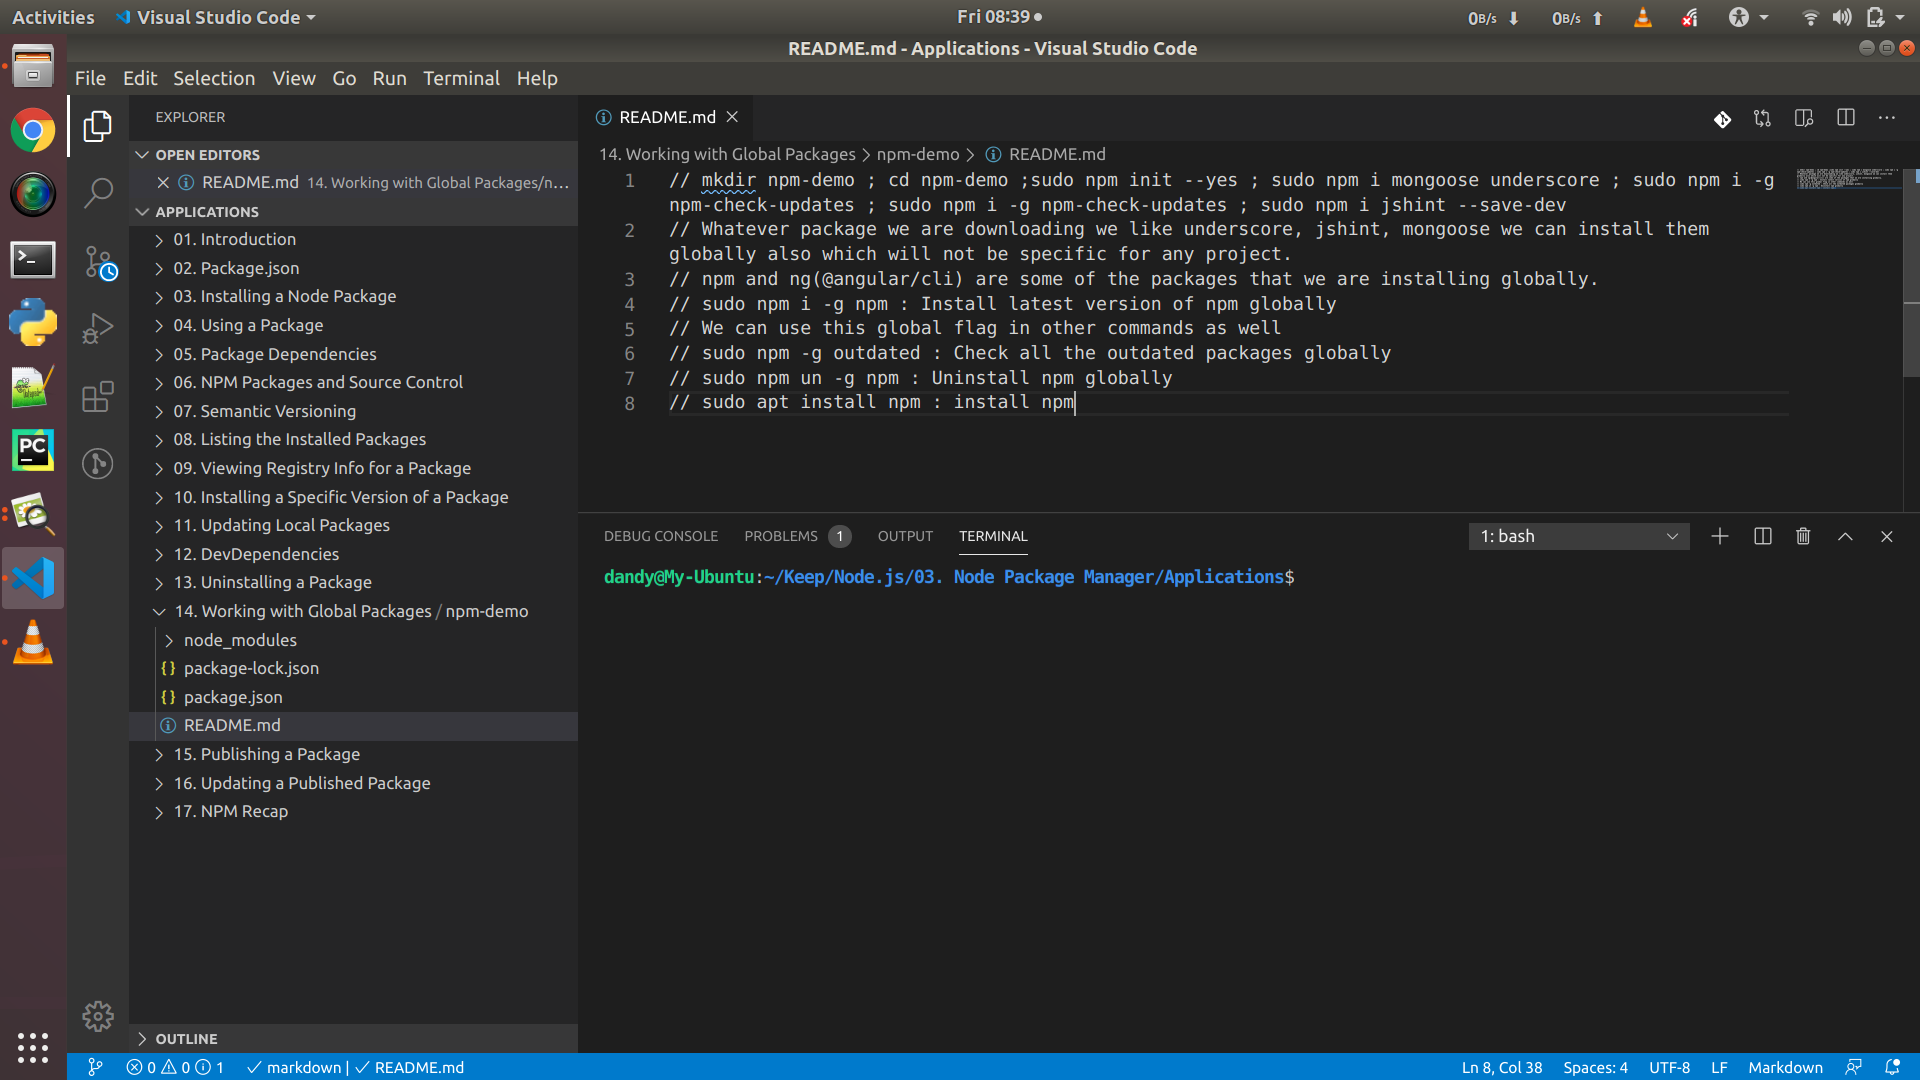 Activities
Visual Studio Code
Fri 08:39
0B/s
0B/s
README.md - Applications - Visual Studio Code
File Edit Selection View Go Run Terminal Help
EXPLORER
OPEN EDITORS
README.md 14. Working with Global Packages/n...
APPLICATIONS
01. Introduction
02. Package.json
03. Installing a Node Package
04. Using a Package
05. Package Dependencies
06. NPM Packages and Source Control
07. Semantic Versioning
08. Listing the Installed Packages
09. Viewing Registry Info for a Package
10. Installing a Specific Version of a Package
11. Updating Local Packages
12. DevDependencies
13. Uninstalling a Package
14. Working with Global Packages / npm-demo
node_modules
{} package-lock.json
{} package.json
README.md
15. Publishing a Package
16. Updating a Published Package
17. NPM Recap
OUTLINE
README.md
14. Working with Global Packages > npm-demo > README.md
1 // mkdir npm-demo ; cd npm-demo ;sudo npm init --yes ; sudo npm i mongoose underscore ; sudo npm i -g
npm-check-updates ; sudo npm i -g npm-check-updates ; sudo npm i jshint --save-dev
2 // Whatever package we are downloading we like underscore, jshint, mongoose we can install them
globally also which will not be specific for any project.
3 // npm and ng(@angular/cli) are some of the packages that we are installing globally.
4 // sudo npm i -g npm : Install latest version of npm globally
5 // We can use this global flag in other commands as well
6 // sudo npm -g outdated : Check all the outdated packages globally
7 // sudo npm un -g npm : Uninstall npm globally
8 // sudo apt install npm : install npm
DEBUG CONSOLE PROBLEMS 1 OUTPUT TERMINAL
1: bash
dandy@My-Ubuntu:~/Keep/Node.js/03. Node Package Manager/Applications$
PC
0 0 1 markdown | README.md
Ln 8, Col 38 Spaces: 4 UTF-8 LF Markdown